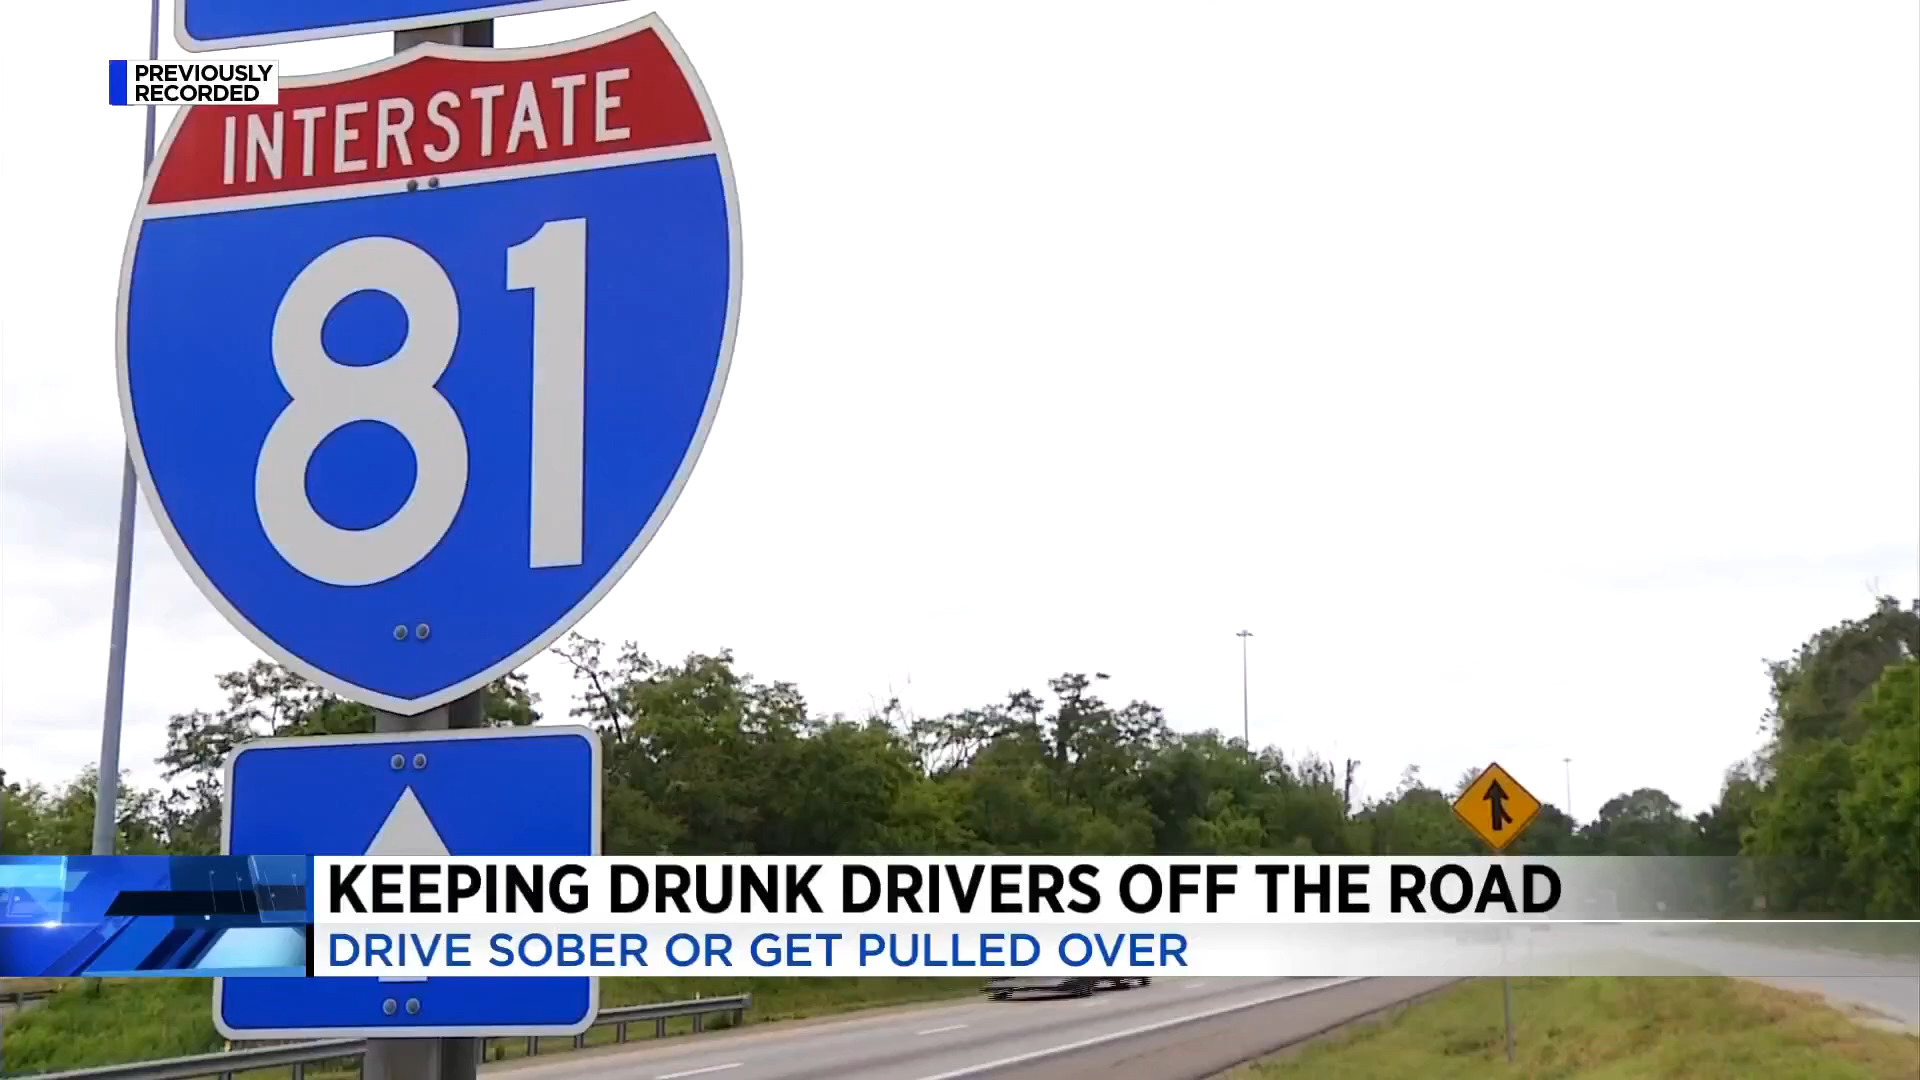 PREVIOUSLY
RECORDED
INTERSTATE
81
KEEPING DRUNK DRIVERS OFF THE ROAD
DRIVE SOBER OR GET PULLED OVER